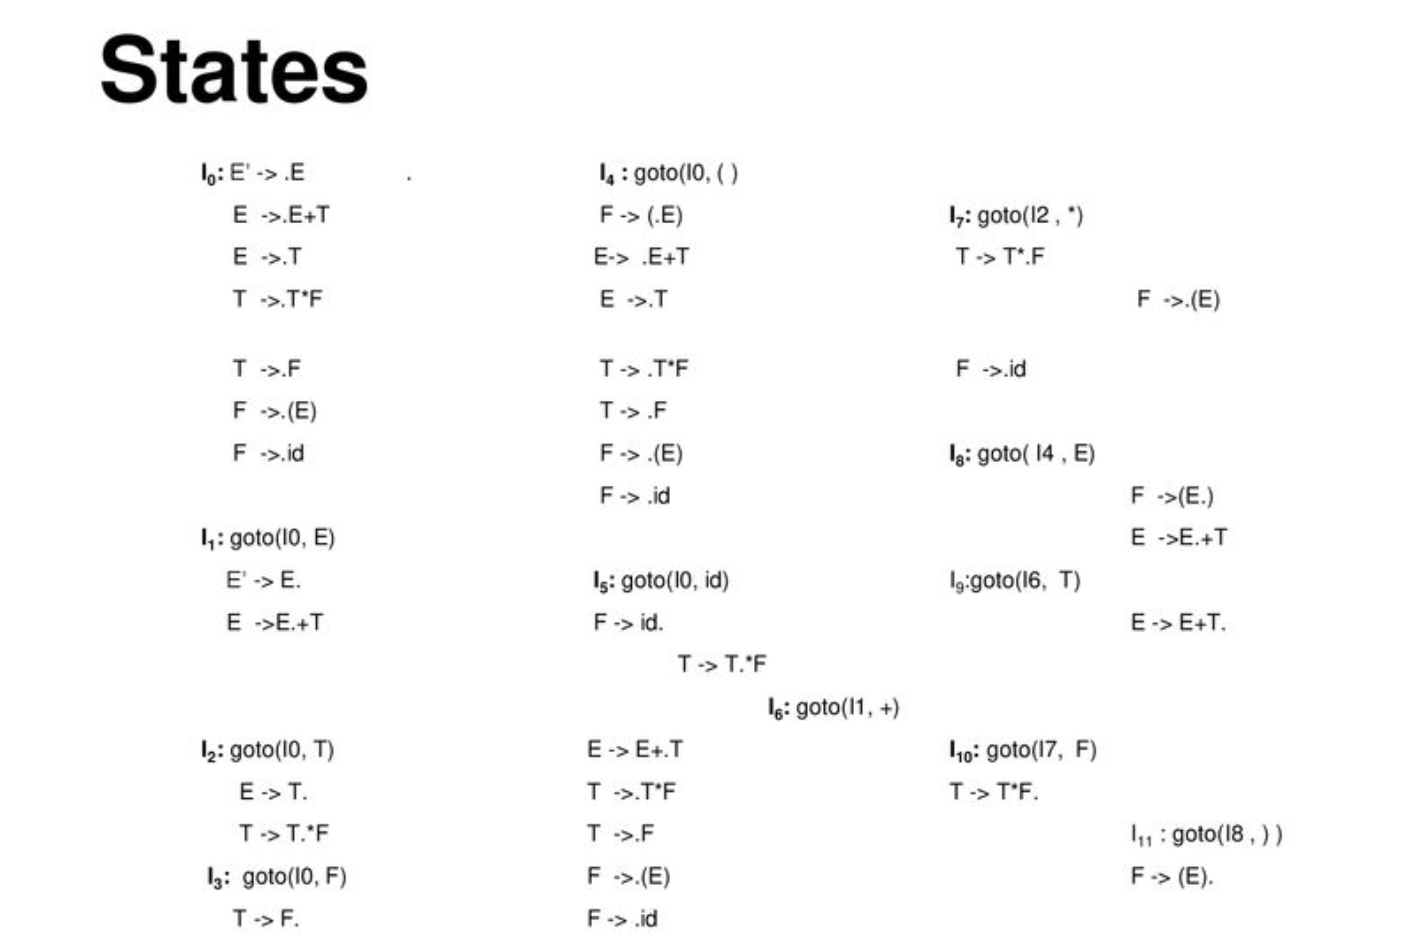 States
I0: E' -> .E .
E ->.E+T
E ->.T
T ->.T*F
T ->.F
F ->.(E)
F ->.id
I1: goto(I0, E)
E' -> E.
E ->E.+T
I2: goto(I0, T)
E -> T.
T -> T.*F
I3: goto(I0, F)
T -> F.
I4 : goto(I0, ( )
F -> (.E)
E-> .E+T
E ->.T
T -> .T*F
T -> .F
F -> .(E)
F -> .id
I5: goto(I0, id)
F -> id.
T -> T.*F
I6: goto(I1, +)
E -> E+.T
T ->.T*F
T ->.F
F ->.(E)
F -> .id
I7: goto(I2 , *)
T -> T*.F
F ->.(E)
F ->.id
I8: goto( I4 , E)
F ->(E.)
E ->E.+T
I9:goto(I6, T)
E -> E+T.
I10: goto(I7, F)
T -> T*F.
I11 : goto(I8 , ) )
F -> (E).